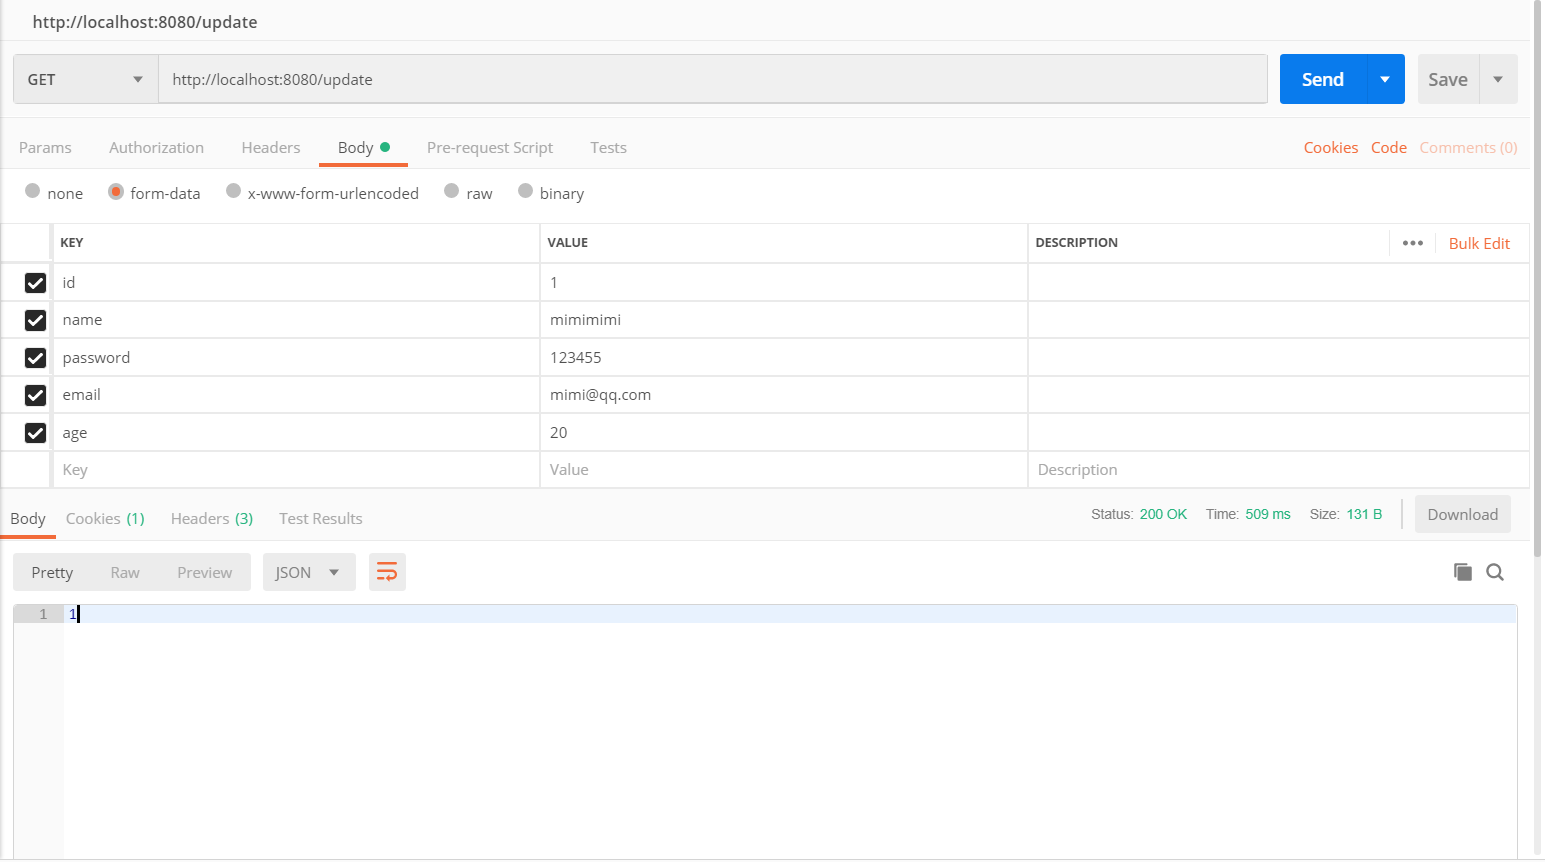 http://localhost:8080/update
GET http://localhost:8080/update Send Save
Params Authorization Headers Body Pre-request Script Tests Cookies Code Comments (0)
none form-data x-www-form-urlencoded raw binary
KEY VALUE DESCRIPTION ••• Bulk Edit
id 1
name mimimimi
password 123455
email mimi@qq.com
age 20
Key Value Description
Body Cookies (1) Headers (3) Test Results Status: 200 OK Time: 509 ms Size: 131 B Download
Pretty Raw Preview JSON
1 1